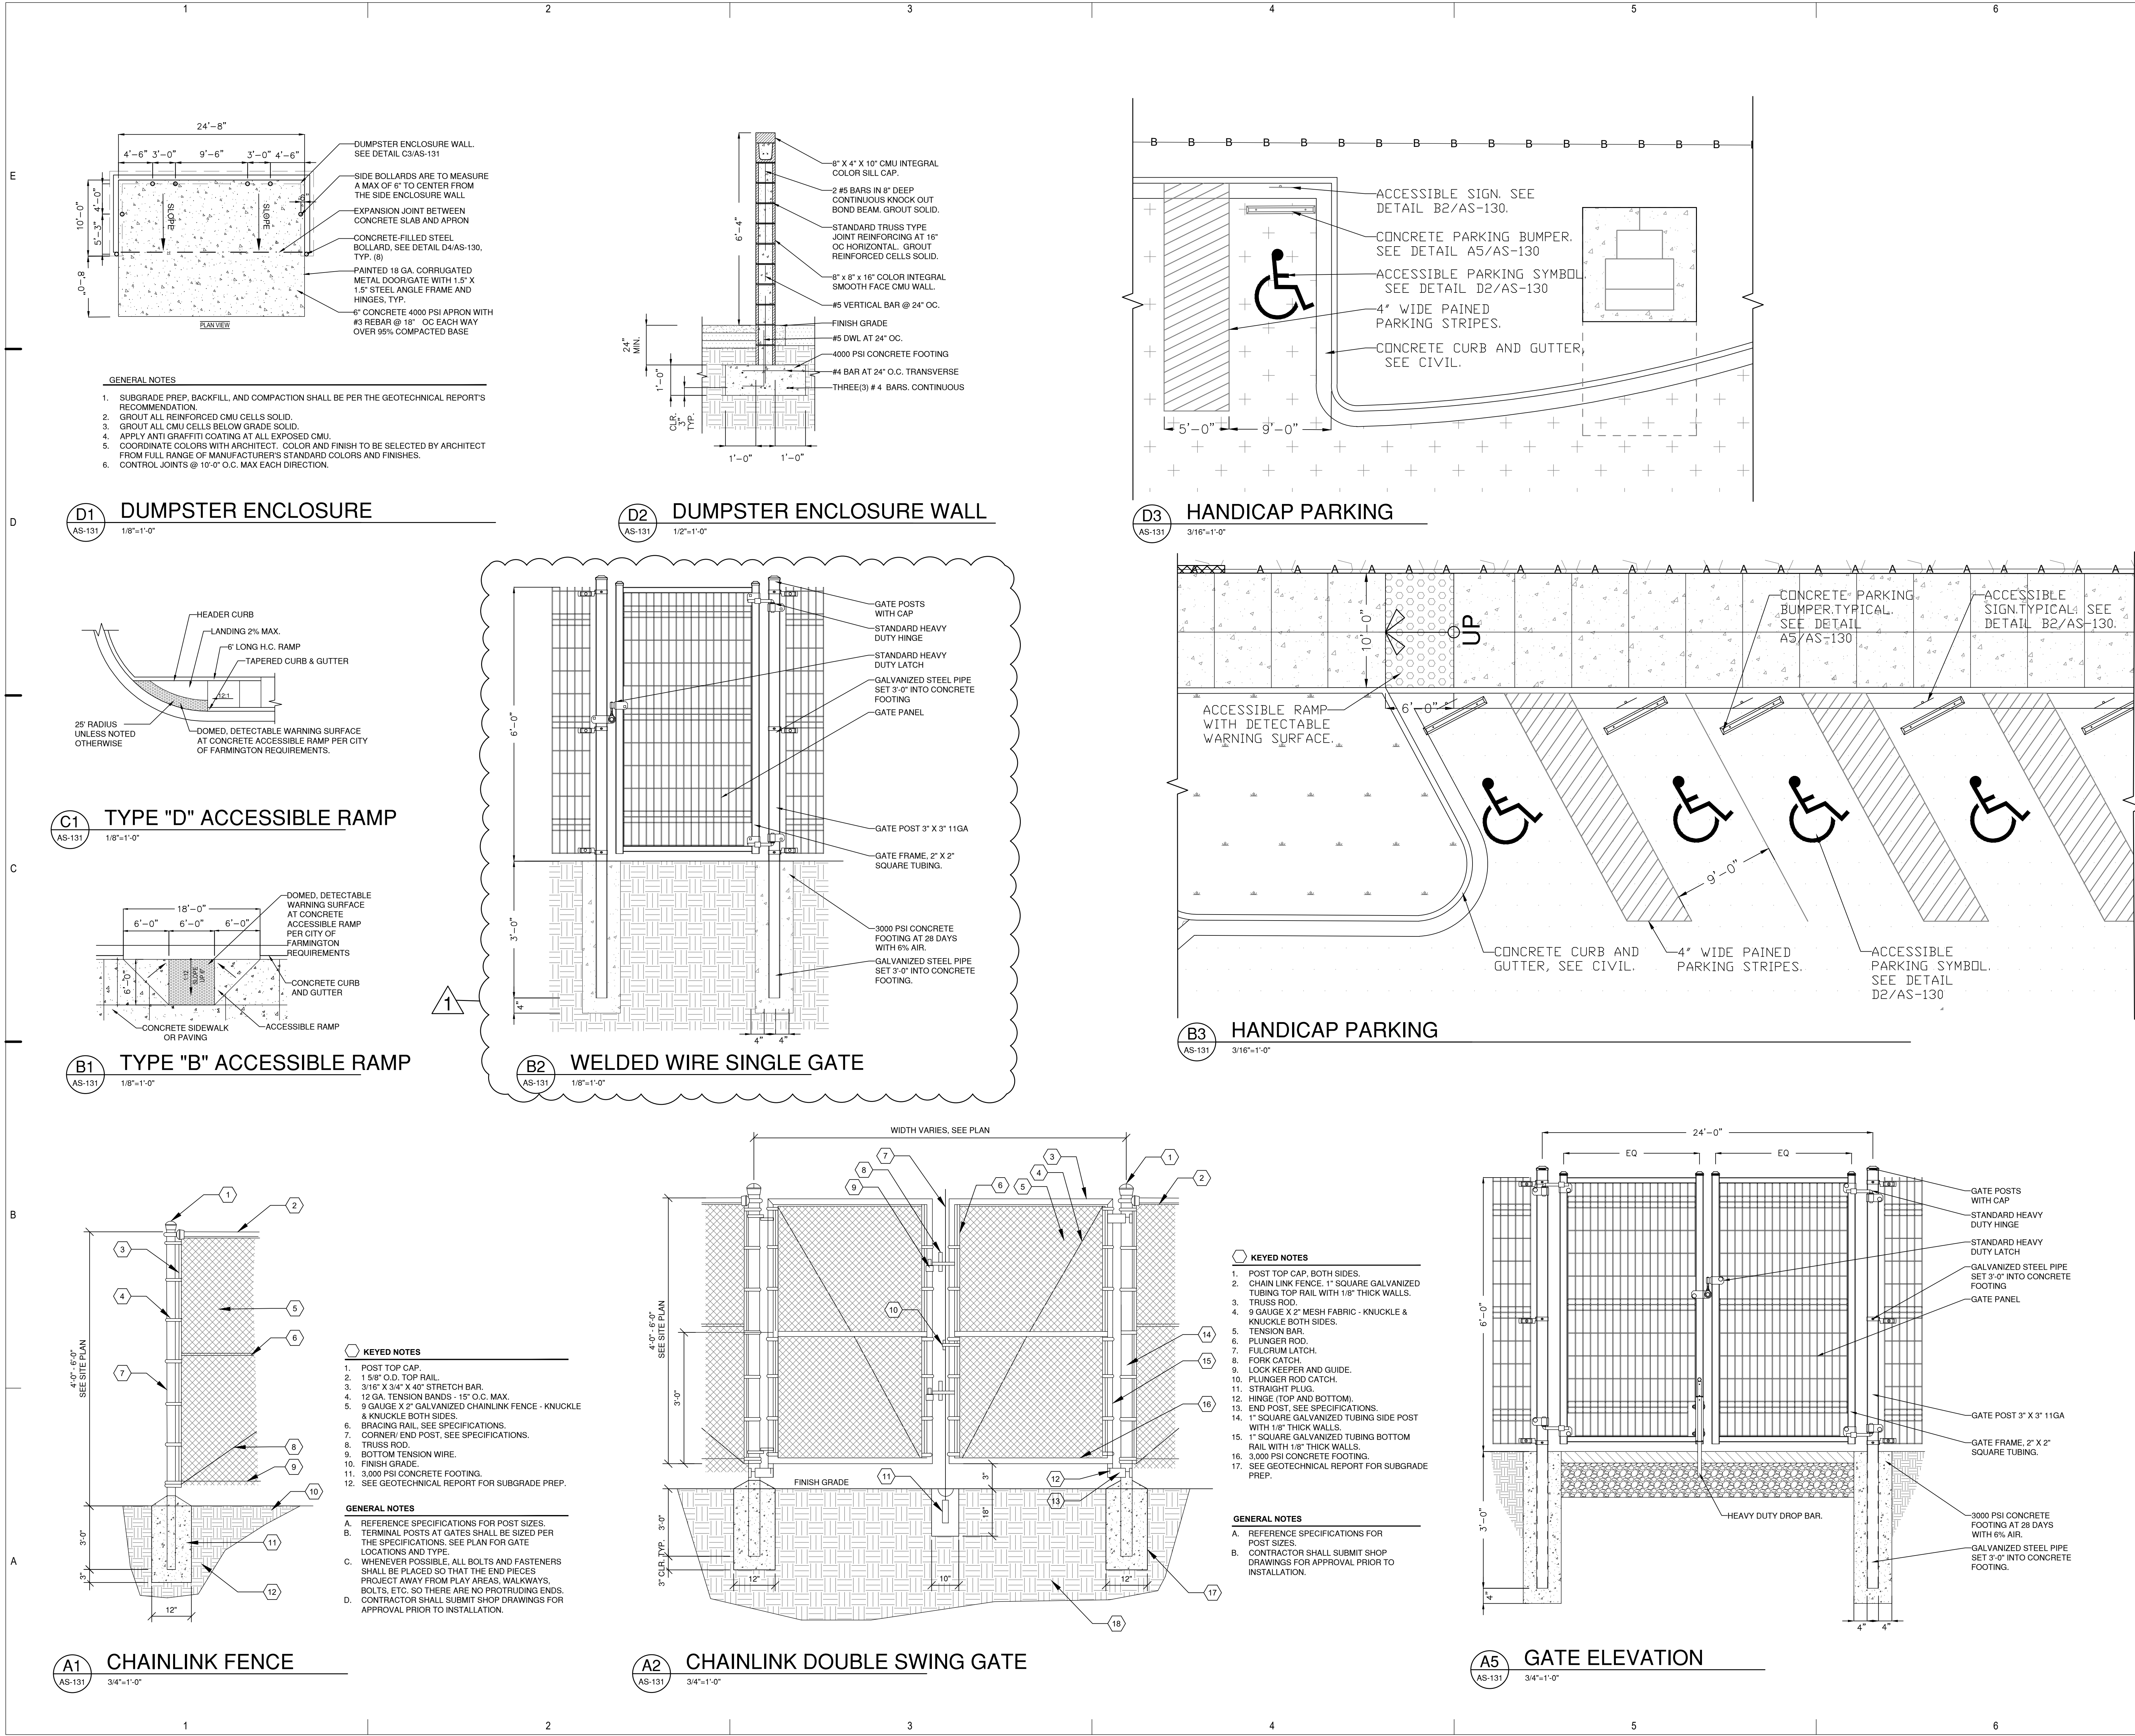 1 2 3 4 5 6
E
D
C
B
A
24'-8"
4'-6" 3'-0" 9'-6" 3'-0" 4'-6"
10'-0"
4'-0"
5'-3"
8'-0"
SLOPE
SLOPE
PLAN VIEW
DUMPSTER ENCLOSURE WALL.
SEE DETAIL C3/AS-131
SIDE BOLLARDS ARE TO MEASURE
A MAX OF 6" TO CENTER FROM
THE SIDE ENCLOSURE WALL
EXPANSION JOINT BETWEEN
CONCRETE SLAB AND APRON
CONCRETE-FILLED STEEL
BOLLARD, SEE DETAIL D4/AS-130,
TYP. (8)
PAINTED 18 GA. CORRUGATED
METAL DOOR/GATE WITH 1.5" X
1.5" STEEL ANGLE FRAME AND
HINGES, TYP.
6" CONCRETE 4000 PSI APRON WITH
#3 REBAR @ 18" OC EACH WAY
OVER 95% COMPACTED BASE
GENERAL NOTES
1. SUBGRADE PREP, BACKFILL, AND COMPACTION SHALL BE PER THE GEOTECHNICAL REPORT'S
RECOMMENDATION.
2. GROUT ALL REINFORCED CMU CELLS SOLID.
3. GROUT ALL CMU CELLS BELOW GRADE SOLID.
4. APPLY ANTI GRAFFITI COATING AT ALL EXPOSED CMU.
5. COORDINATE COLORS WITH ARCHITECT. COLOR AND FINISH TO BE SELECTED BY ARCHITECT
FROM FULL RANGE OF MANUFACTURER'S STANDARD COLORS AND FINISHES.
6. CONTROL JOINTS @ 10'-0" O.C. MAX EACH DIRECTION.
D1 DUMPSTER ENCLOSURE
AS-131 1/8"=1'-0"
6'-4"
24"
MIN.
1'-0"
CLR.
3"
TYP.
1'-0" 1'-0"
8" X 4" X 10" CMU INTEGRAL
COLOR SILL CAP.
2 #5 BARS IN 8" DEEP
CONTINUOUS KNOCK OUT
BOND BEAM. GROUT SOLID.
STANDARD TRUSS TYPE
JOINT REINFORCING AT 16"
OC HORIZONTAL. GROUT
REINFORCED CELLS SOLID.
8" x 8" x 16" COLOR INTEGRAL
SMOOTH FACE CMU WALL.
#5 VERTICAL BAR @ 24" OC.
FINISH GRADE
#5 DWL AT 24" OC.
4000 PSI CONCRETE FOOTING
#4 BAR AT 24" O.C. TRANSVERSE
THREE(3) # 4 BARS. CONTINUOUS
D2 DUMPSTER ENCLOSURE WALL
AS-131 1/2"=1'-0"
B B B B B B B B B B B B B B B B
ACCESSIBLE SIGN. SEE
DETAIL B2/AS-130.
CONCRETE PARKING BUMPER.
SEE DETAIL A5/AS-130
ACCESSIBLE PARKING SYMBOL.
SEE DETAIL D2/AS-130
4" WIDE PAINED
PARKING STRIPES.
CONCRETE CURB AND GUTTER,
SEE CIVIL.
5'-0" 9'-0"
D3 HANDICAP PARKING
AS-131 3/16"=1'-0"
HEADER CURB
LANDING 2% MAX.
6' LONG H.C. RAMP
TAPERED CURB & GUTTER
12:1
25' RADIUS
UNLESS NOTED
OTHERWISE
DOMED, DETECTABLE WARNING SURFACE
AT CONCRETE ACCESSIBLE RAMP PER CITY
OF FARMINGTON REQUIREMENTS.
C1 TYPE "D" ACCESSIBLE RAMP
AS-131 1/8"=1'-0"
18'-0"
6'-0" 6'-0" 6'-0"
6'-0"
1:12
SLOPE
UP 6"
DOMED, DETECTABLE
WARNING SURFACE
AT CONCRETE
ACCESSIBLE RAMP
PER CITY OF
FARMINGTON
REQUIREMENTS
CONCRETE CURB
AND GUTTER
CONCRETE SIDEWALK
OR PAVING
ACCESSIBLE RAMP
B1 TYPE "B" ACCESSIBLE RAMP
AS-131 1/8"=1'-0"
6'-0"
3'-0"
4"
4" 4"
1
GATE POSTS
WITH CAP
STANDARD HEAVY
DUTY HINGE
STANDARD HEAVY
DUTY LATCH
GALVANIZED STEEL PIPE
SET 3'-0" INTO CONCRETE
FOOTING
GATE PANEL
GATE POST 3" X 3" 11GA
GATE FRAME, 2" X 2"
SQUARE TUBING.
3000 PSI CONCRETE
FOOTING AT 28 DAYS
WITH 6% AIR.
GALVANIZED STEEL PIPE
SET 3'-0" INTO CONCRETE
FOOTING.
B2 WELDED WIRE SINGLE GATE
AS-131 1/8"=1'-0"
A A A A A A A A A A A A A A A A A A A A A A A A A
10'-0"
UP
6'-0"
CONCRETE PARKING
BUMPER.TYPICAL.
SEE DETAIL
A5/AS-130
ACCESSIBLE
SIGN.TYPICAL. SEE
DETAIL B2/AS-130.
ACCESSIBLE RAMP
WITH DETECTABLE
WARNING SURFACE.
9'-0"
CONCRETE CURB AND
GUTTER, SEE CIVIL.
4" WIDE PAINED
PARKING STRIPES.
ACCESSIBLE
PARKING SYMBOL.
SEE DETAIL
D2/AS-130
B3 HANDICAP PARKING
AS-131 3/16"=1'-0"
1
2
3
4
5
6
7
8
9
10
11
12
4'-0" - 6'-0"
SEE SITE PLAN
3'-0"
3"
12"
KEYED NOTES
1. POST TOP CAP.
2. 1 5/8" O.D. TOP RAIL.
3. 3/16" X 3/4" X 40" STRETCH BAR.
4. 12 GA. TENSION BANDS - 15" O.C. MAX.
5. 9 GAUGE X 2" GALVANIZED CHAINLINK FENCE - KNUCKLE
& KNUCKLE BOTH SIDES.
6. BRACING RAIL, SEE SPECIFICATIONS.
7. CORNER/ END POST, SEE SPECIFICATIONS.
8. TRUSS ROD.
9. BOTTOM TENSION WIRE.
10. FINISH GRADE.
11. 3,000 PSI CONCRETE FOOTING.
12. SEE GEOTECHNICAL REPORT FOR SUBGRADE PREP.
GENERAL NOTES
A. REFERENCE SPECIFICATIONS FOR POST SIZES.
B. TERMINAL POSTS AT GATES SHALL BE SIZED PER
THE SPECIFICATIONS. SEE PLAN FOR GATE
LOCATIONS AND TYPE.
C. WHENEVER POSSIBLE, ALL BOLTS AND FASTENERS
SHALL BE PLACED SO THAT THE END PIECES
PROJECT AWAY FROM PLAY AREAS, WALKWAYS,
BOLTS, ETC. SO THERE ARE NO PROTRUDING ENDS.
D. CONTRACTOR SHALL SUBMIT SHOP DRAWINGS FOR
APPROVAL PRIOR TO INSTALLATION.
A1 CHAINLINK FENCE
AS-131 3/4"=1'-0"
WIDTH VARIES, SEE PLAN
7
8
9
3
4
5
6
1
2
10
14
15
16
11
12
13
17
18
4'-0" - 6'-0"
SEE SITE PLAN
3'-0"
FINISH GRADE
3'-0"
3" CLR. TYP.
3"
18"
12" 10" 12"
KEYED NOTES
1. POST TOP CAP, BOTH SIDES.
2. CHAIN LINK FENCE. 1" SQUARE GALVANIZED
TUBING TOP RAIL WITH 1/8" THICK WALLS.
3. TRUSS ROD.
4. 9 GAUGE X 2" MESH FABRIC - KNUCKLE &
KNUCKLE BOTH SIDES.
5. TENSION BAR.
6. PLUNGER ROD.
7. FULCRUM LATCH.
8. FORK CATCH.
9. LOCK KEEPER AND GUIDE.
10. PLUNGER ROD CATCH.
11. STRAIGHT PLUG.
12. HINGE (TOP AND BOTTOM).
13. END POST, SEE SPECIFICATIONS.
14. 1" SQUARE GALVANIZED TUBING SIDE POST
WITH 1/8" THICK WALLS.
15. 1" SQUARE GALVANIZED TUBING BOTTOM
RAIL WITH 1/8" THICK WALLS.
16. 3,000 PSI CONCRETE FOOTING.
17. SEE GEOTECHNICAL REPORT FOR SUBGRADE
PREP.
GENERAL NOTES
A. REFERENCE SPECIFICATIONS FOR
POST SIZES.
B. CONTRACTOR SHALL SUBMIT SHOP
DRAWINGS FOR APPROVAL PRIOR TO
INSTALLATION.
A2 CHAINLINK DOUBLE SWING GATE
AS-131 3/4"=1'-0"
24'-0"
EQ EQ
6'-0"
3'-0"
4"
4" 4"
GATE POSTS
WITH CAP
STANDARD HEAVY
DUTY HINGE
STANDARD HEAVY
DUTY LATCH
GALVANIZED STEEL PIPE
SET 3'-0" INTO CONCRETE
FOOTING
GATE PANEL
GATE POST 3" X 3" 11GA
GATE FRAME, 2" X 2"
SQUARE TUBING.
HEAVY DUTY DROP BAR.
3000 PSI CONCRETE
FOOTING AT 28 DAYS
WITH 6% AIR.
GALVANIZED STEEL PIPE
SET 3'-0" INTO CONCRETE
FOOTING.
A5 GATE ELEVATION
AS-131 3/4"=1'-0"
1 2 3 4 5 6